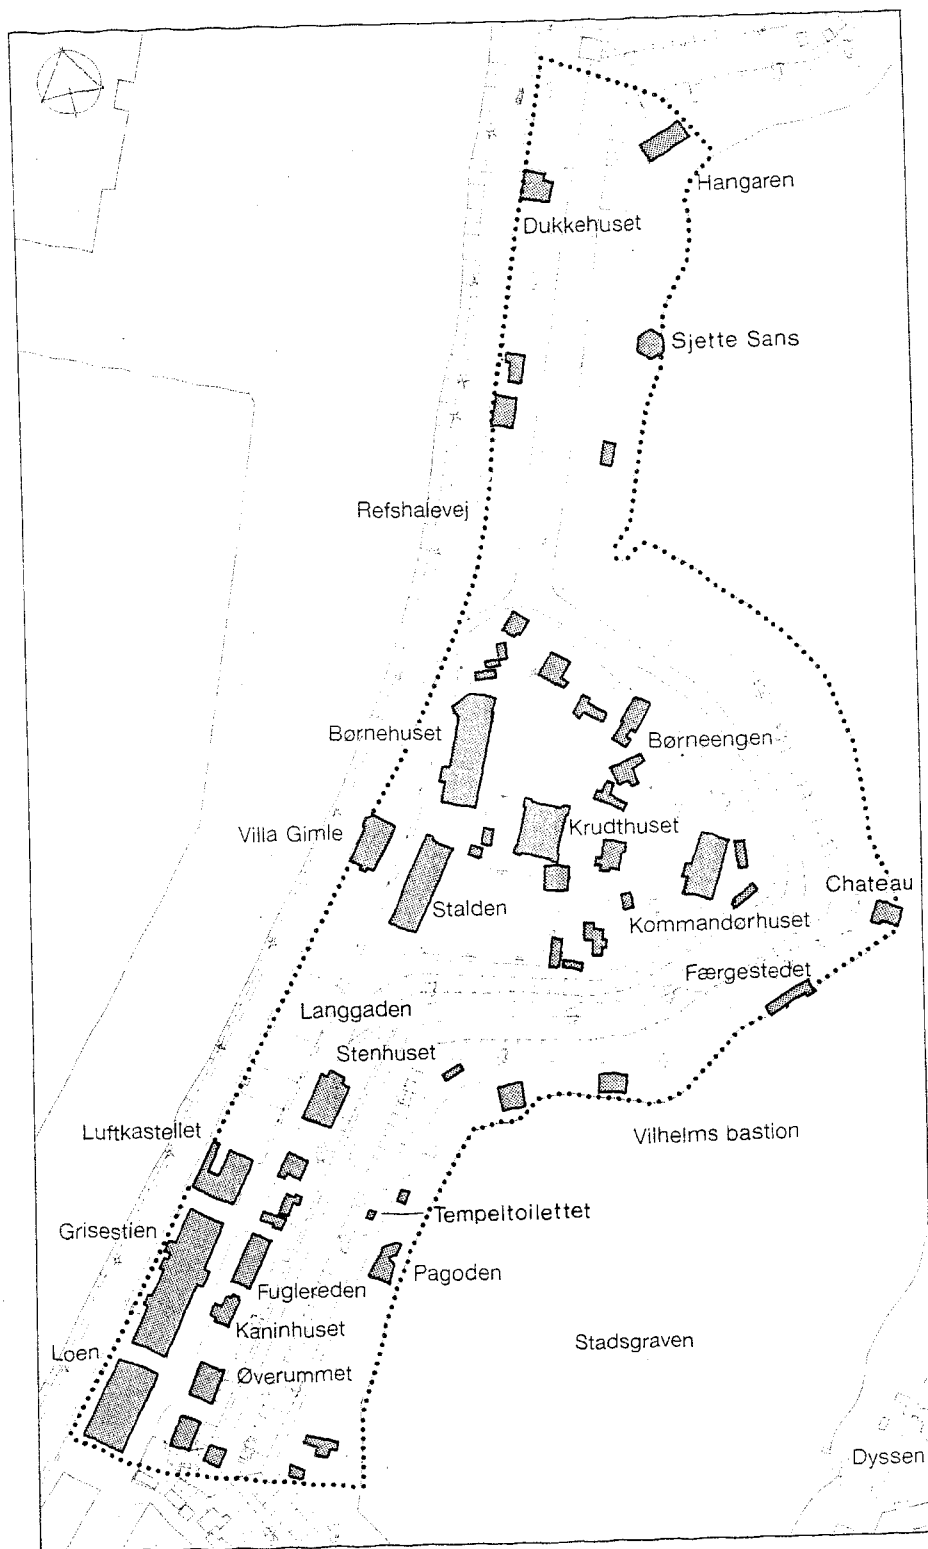 Hangaren
Dukkehuset
Sjette Sans
Refshalevej
Børnehuset
Børneengen
Villa Gimle
Krudthuset
Stalden
Chateau
Kommandørhuset
Færgestedet
Langgaden
Stenhuset
Luftkastellet
Vilhelms bastion
Tempeltoilettet
Grisestien
Pagoden
Fuglereden
Kaninhuset
Stadsgraven
Loen
Øverummet
Dyssen